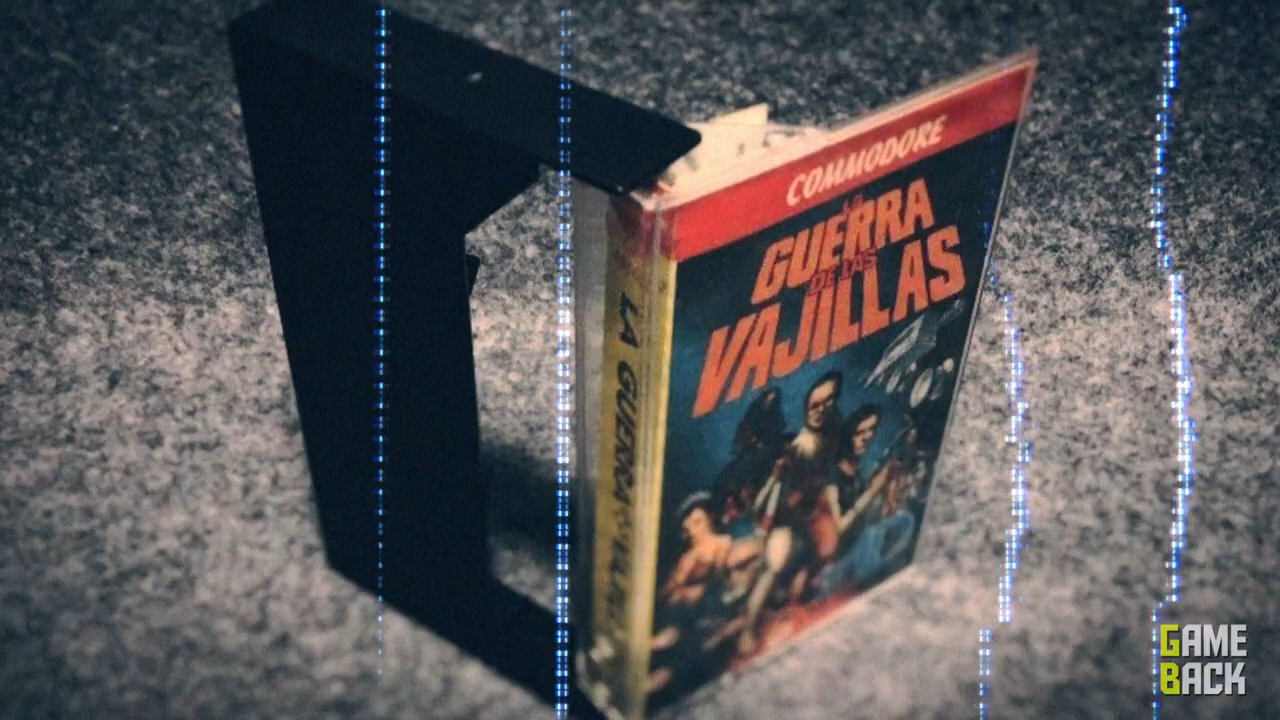 COMMODORE
LA
GUERRA
DE LAS
VAJILLAS
LA GUERRA
GAME
BACK